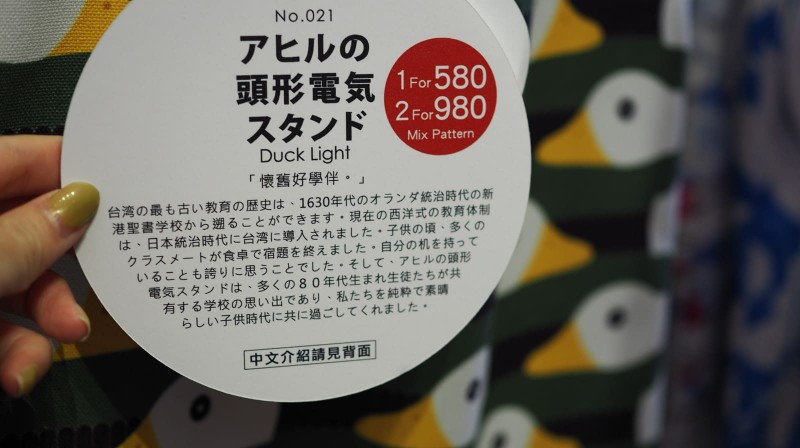 No.021
アヒルの
頭形電気
スタンド
Duck Light
1 For 580
2 For 980
Mix Pattern
「懷舊好學伴。」
台湾の最も古い教育の歴史は、1630年代のオランダ統治時代の新
港聖書学校から遡ることができます。現在の西洋式の教育体制
は、日本統治時代に台湾に導入されました。子供の頃、多くの
クラスメートが食卓で宿題を終えました。自分の机を持って
いることも誇りに思うことでした。そして、アヒルの頭形
電気スタンドは、多くの８０年代生まれ生徒たちが共
有する学校の思い出であり、私たちを純粋で素晴
らしい子供時代に共に過ごしてくれました。
中文介紹請見背面